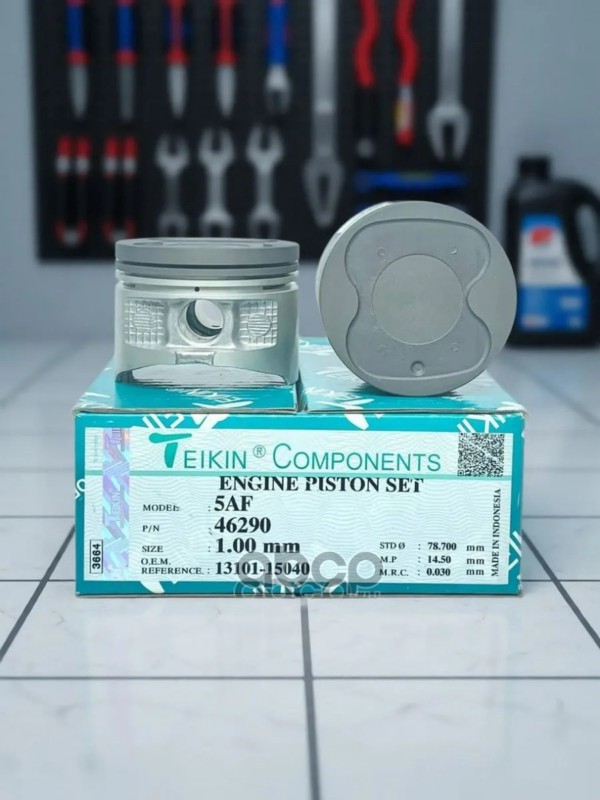 TEIKIN® COMPONENTS
ENGINE PISTON SET
MODEL : 5AF
P/N : 46290
SIZE : 1.00 mm
O.E.M.
REFERENCE. : 13101-15040
STD Ø : 78.700 mm
M.P : 14.50 mm
M.R.C. : 0.030 mm
3664
MADE IN INDONESIA